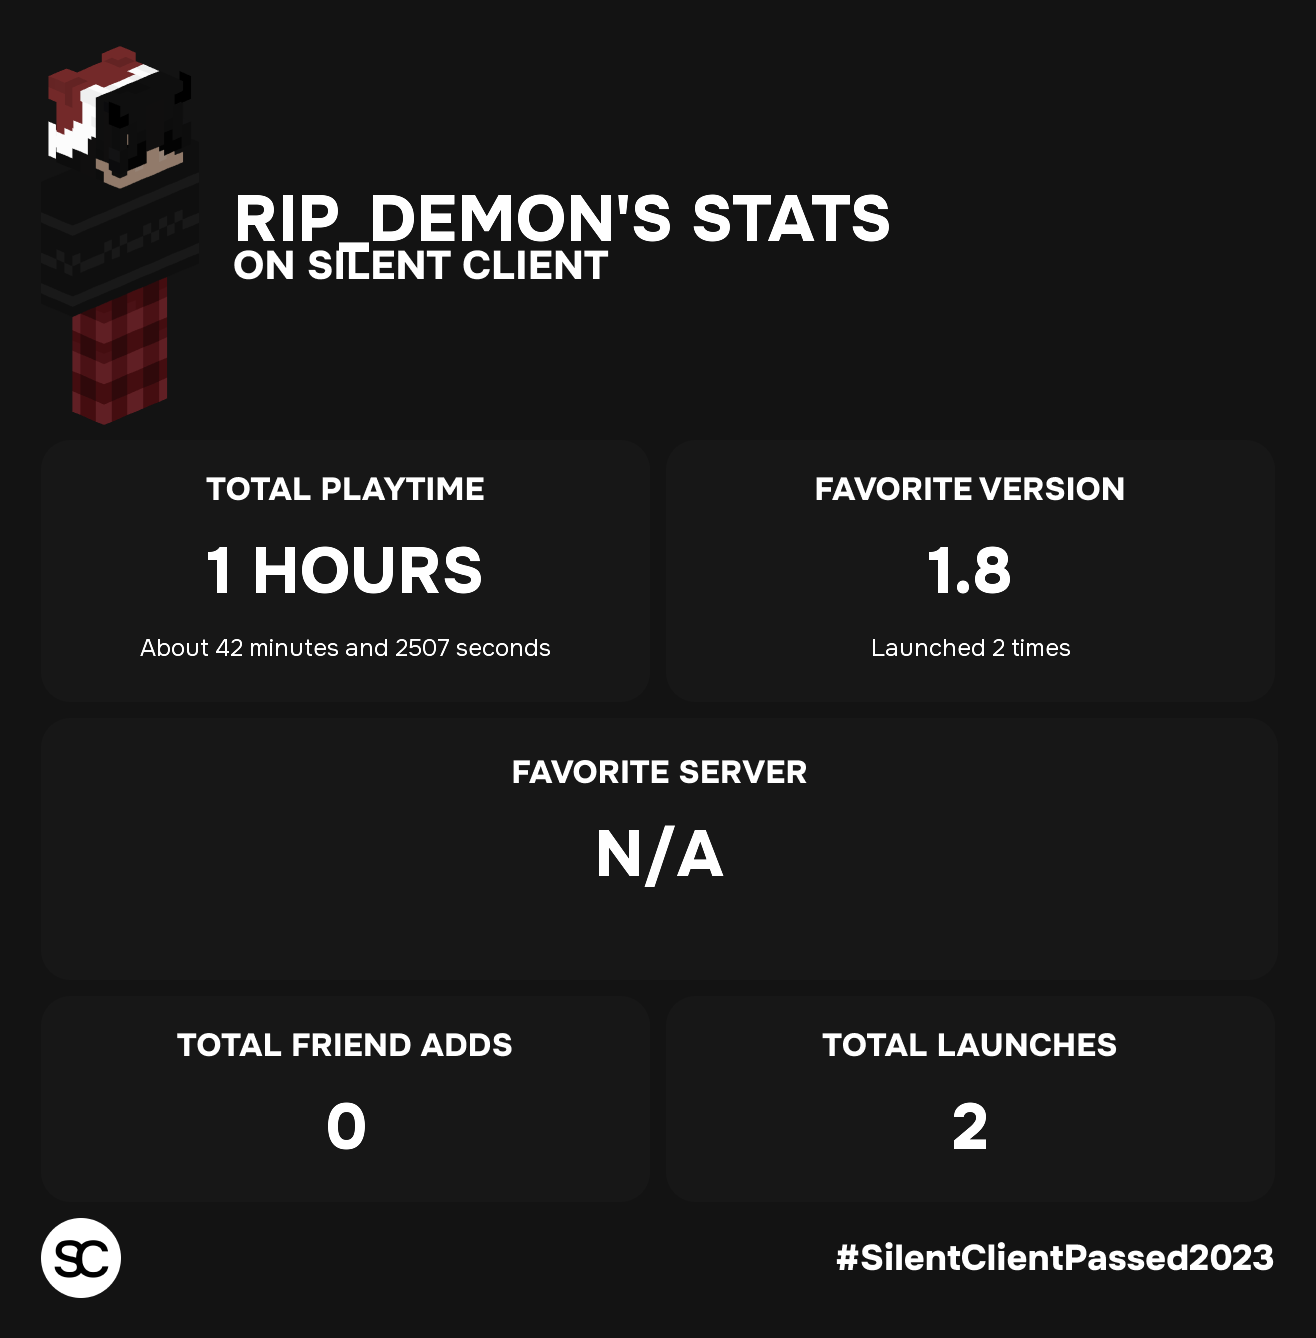 RIP_DEMON'S STATS
ON SILENT CLIENT
TOTAL PLAYTIME
1 HOURS
About 42 minutes and 2507 seconds
FAVORITE VERSION
1.8
Launched 2 times
FAVORITE SERVER
N/A
TOTAL FRIEND ADDS
0
TOTAL LAUNCHES
2
SC
#SilentClientPassed2023